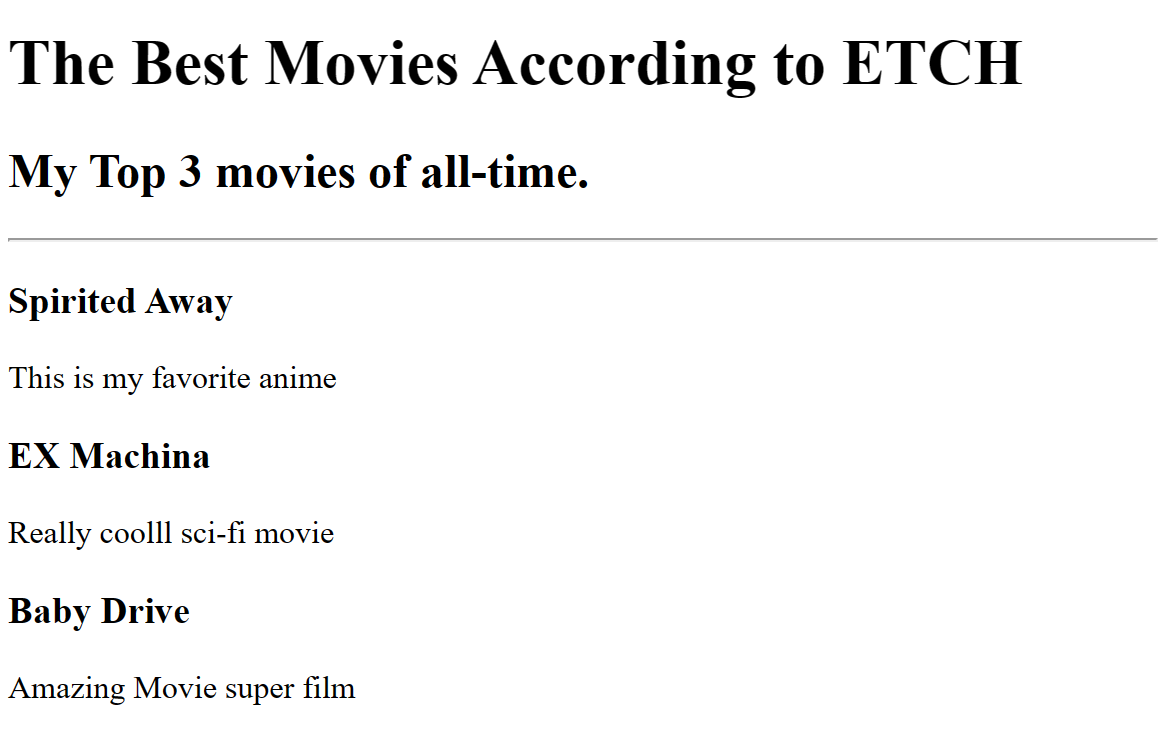 The Best Movies According to ETCH
My Top 3 movies of all-time.
Spirited Away
This is my favorite anime
EX Machina
Really coolll sci-fi movie
Baby Drive
Amazing Movie super film